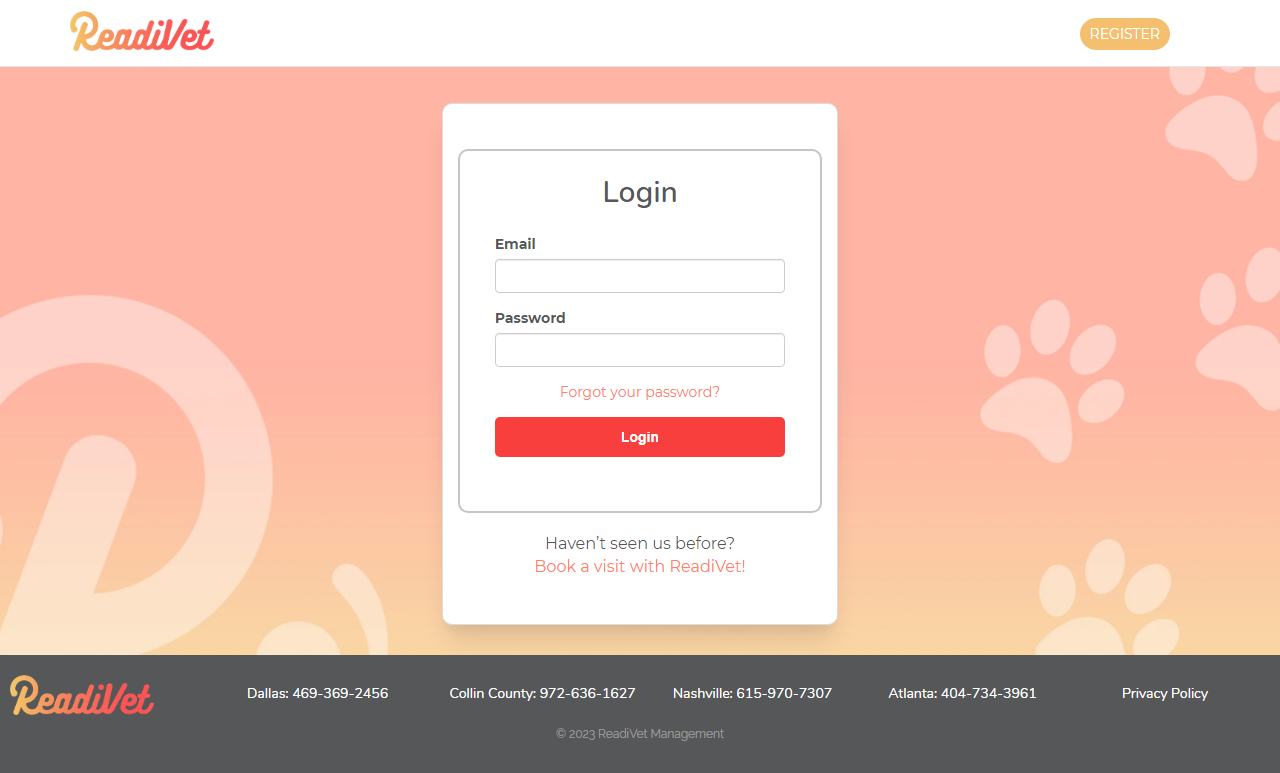 ReadiVet
REGISTER
Login
Email
Password
Forgot your password?
Login
Haven't seen us before?
Book a visit with ReadiVet!
ReadiVet
Dallas: 469-369-2456
Collin County: 972-636-1627
Nashville: 615-970-7307
Atlanta: 404-734-3961
Privacy Policy
© 2023 ReadiVet Management